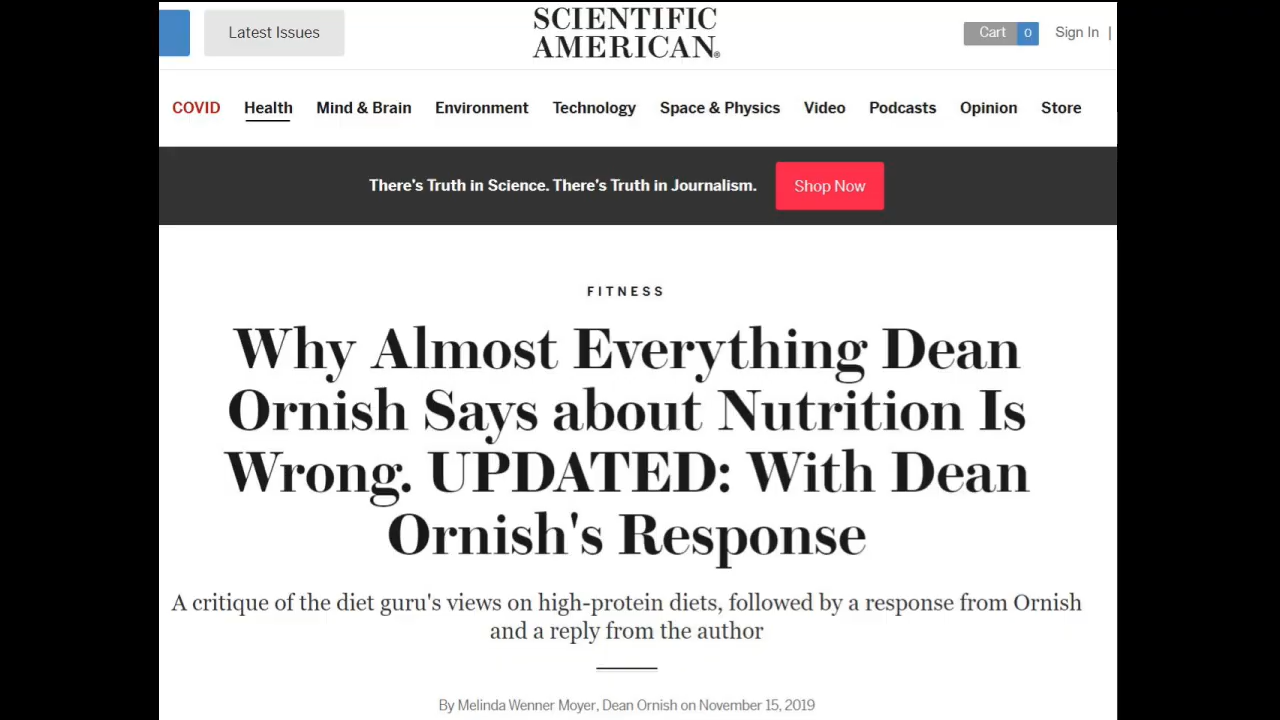 Latest Issues
SCIENTIFIC
AMERICAN®
Cart 0
Sign In |
COVID Health Mind & Brain Environment Technology Space & Physics Video Podcasts Opinion Store
There's Truth in Science. There's Truth in Journalism.
Shop Now
FITNESS
Why Almost Everything Dean
Ornish Says about Nutrition Is
Wrong. UPDATED: With Dean
Ornish's Response
A critique of the diet guru's views on high-protein diets, followed by a response from Ornish
and a reply from the author
By Melinda Wenner Moyer, Dean Ornish on November 15, 2019